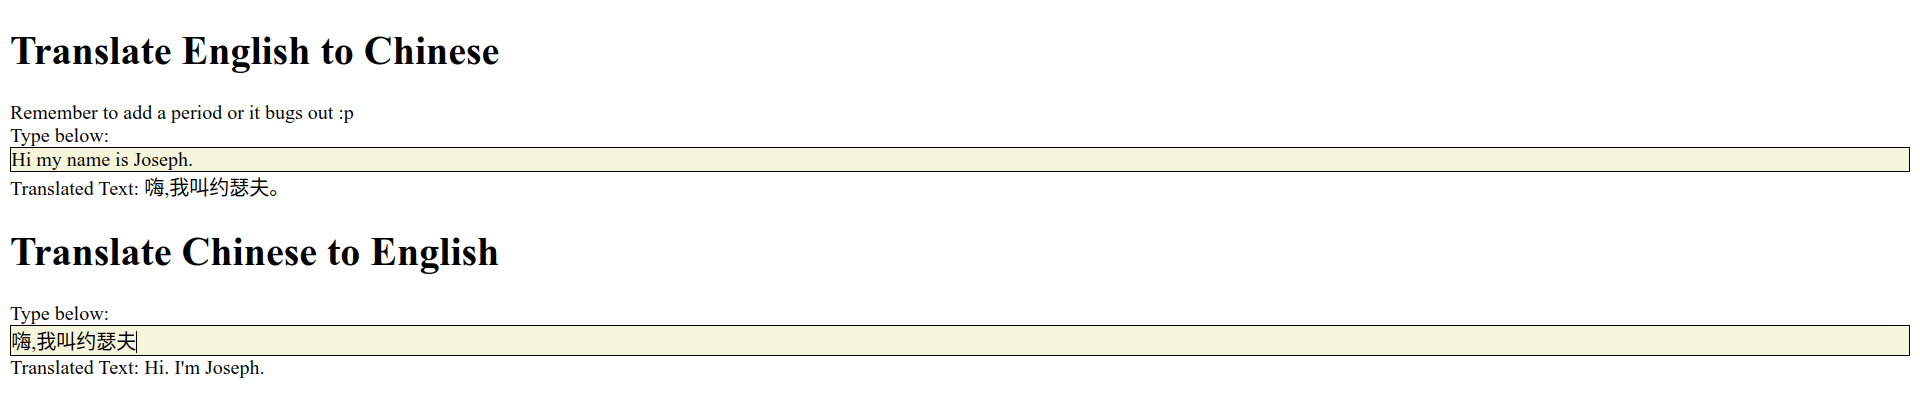 Translate English to Chinese
Remember to add a period or it bugs out :p
Type below:
Hi my name is Joseph.
Translated Text: 嗨,我叫约瑟夫。
Translate Chinese to English
Type below:
嗨,我叫约瑟夫
Translated Text: Hi. I'm Joseph.